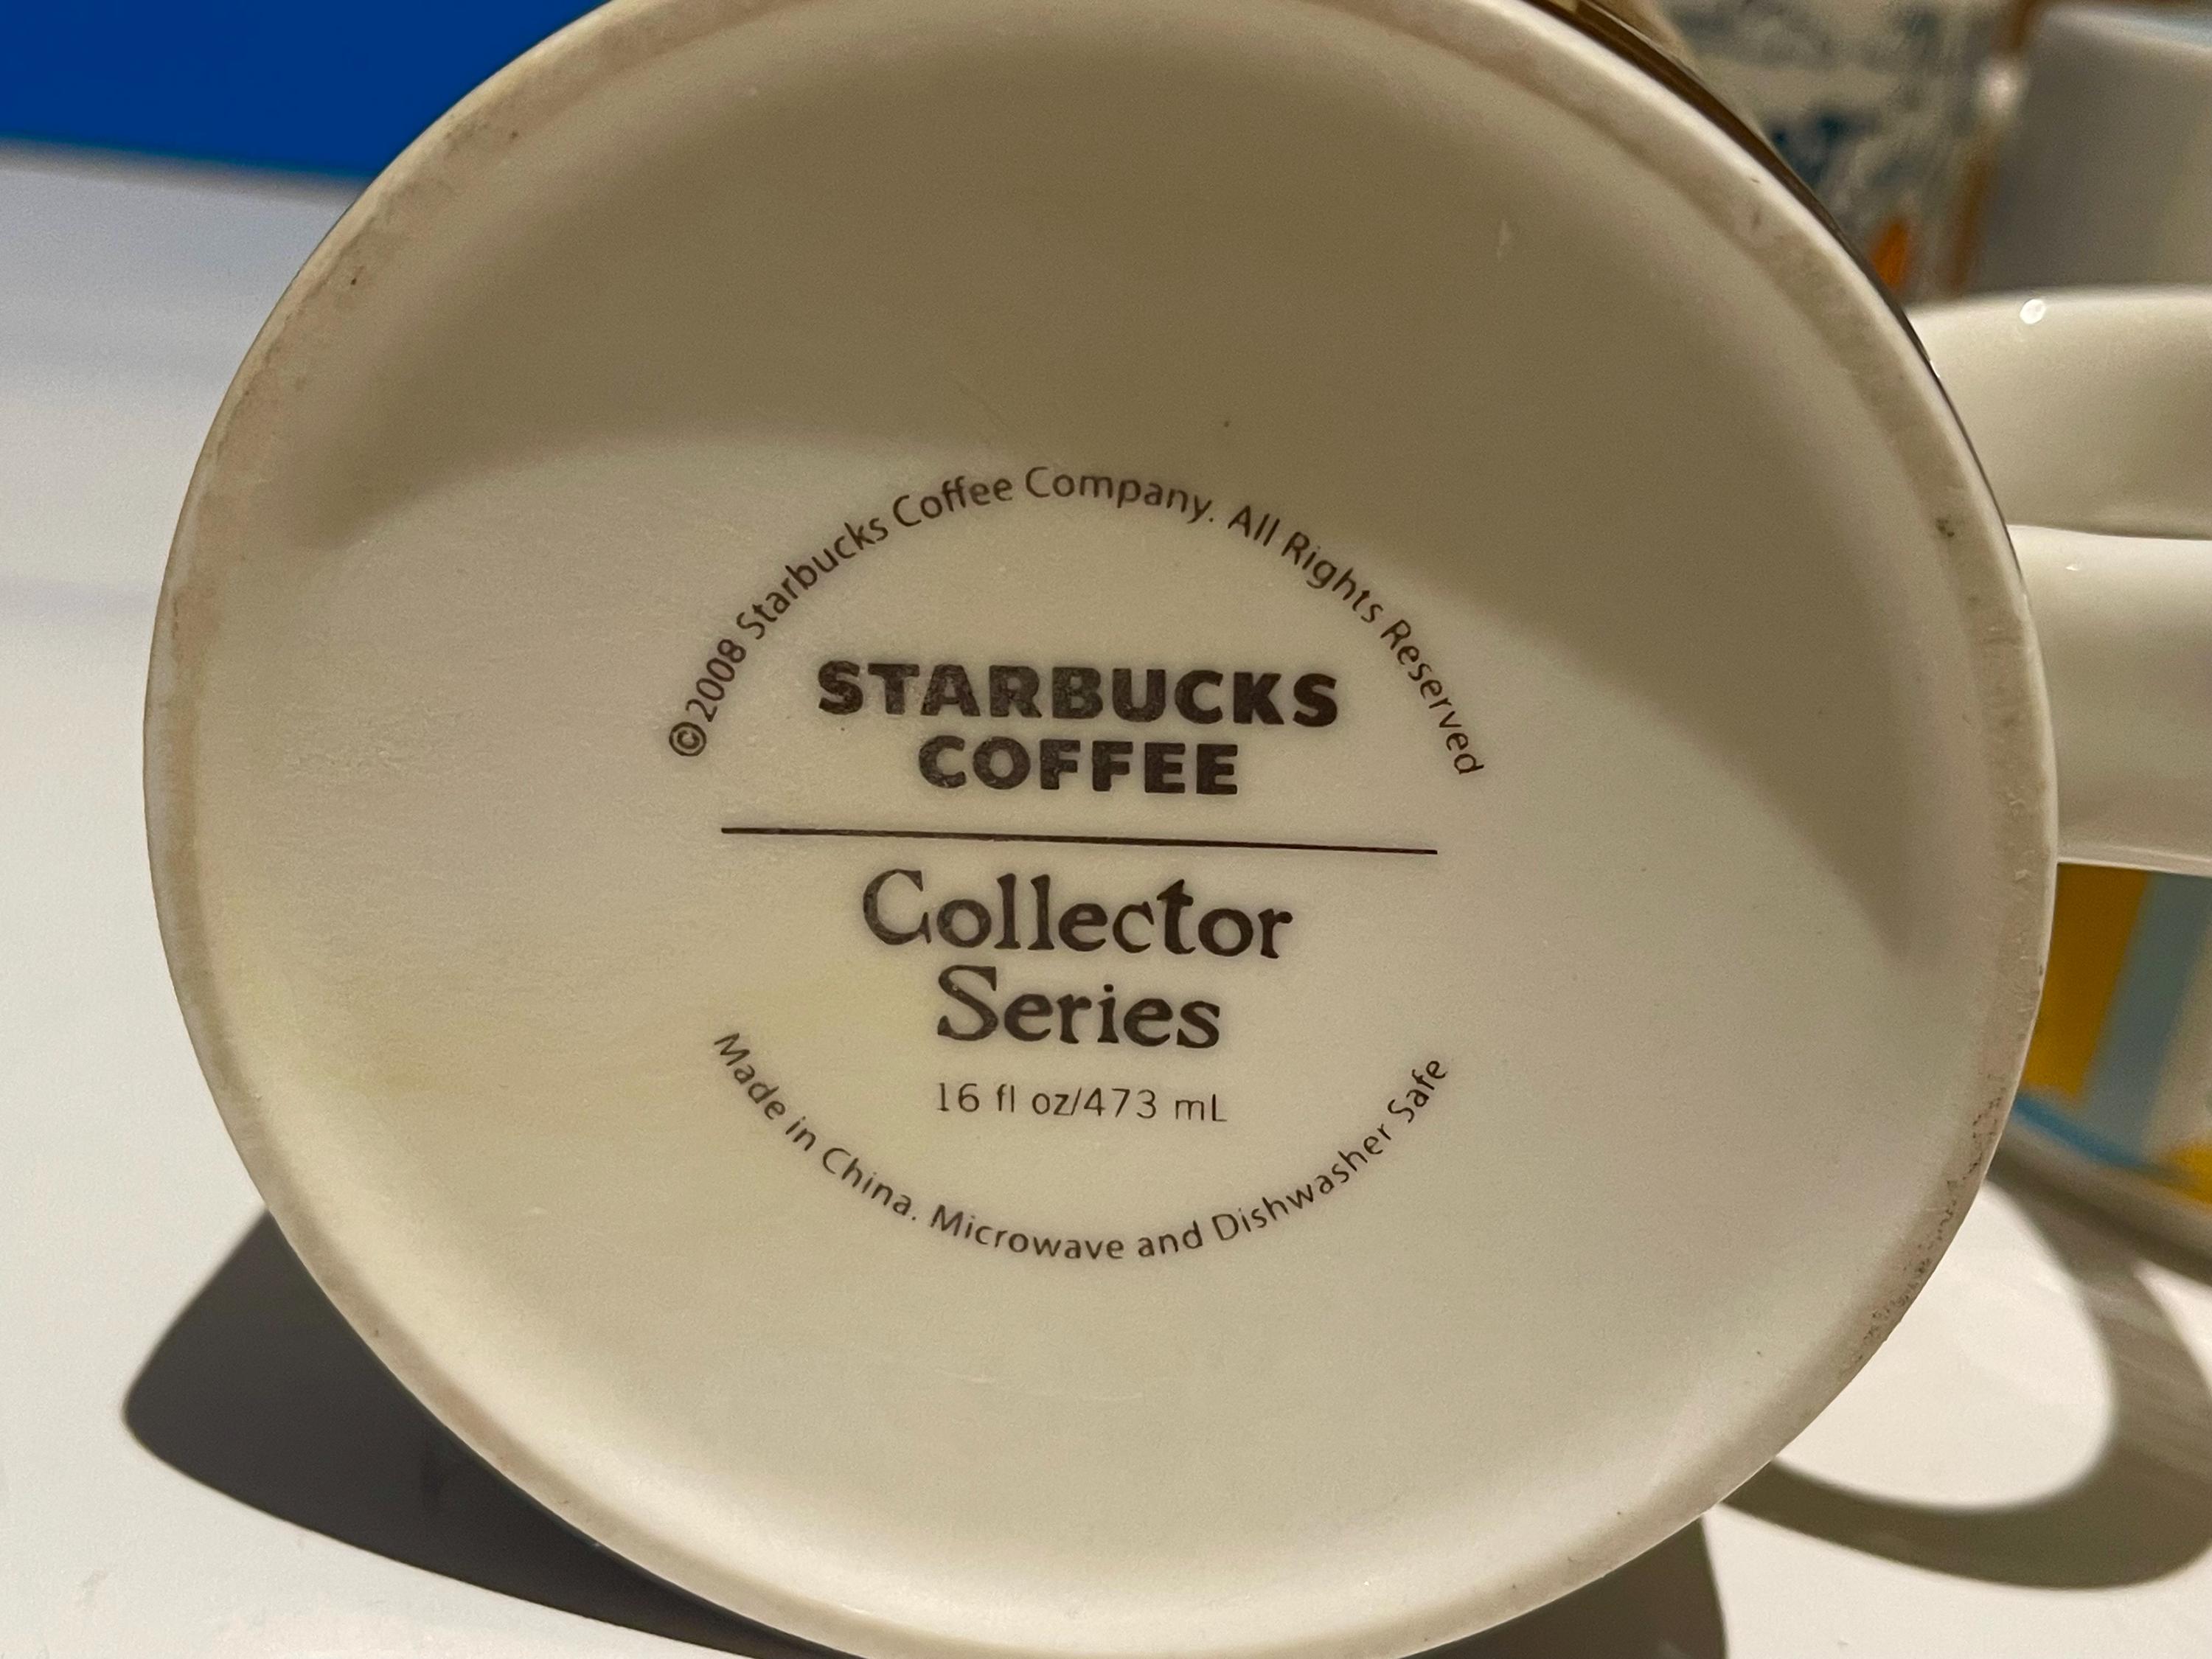 ©2008 Starbucks Coffee Company. All Rights Reserved
STARBUCKS
COFFEE
Collector
Series
16 fl oz/473 mL
Made in China. Microwave and Dishwasher Safe